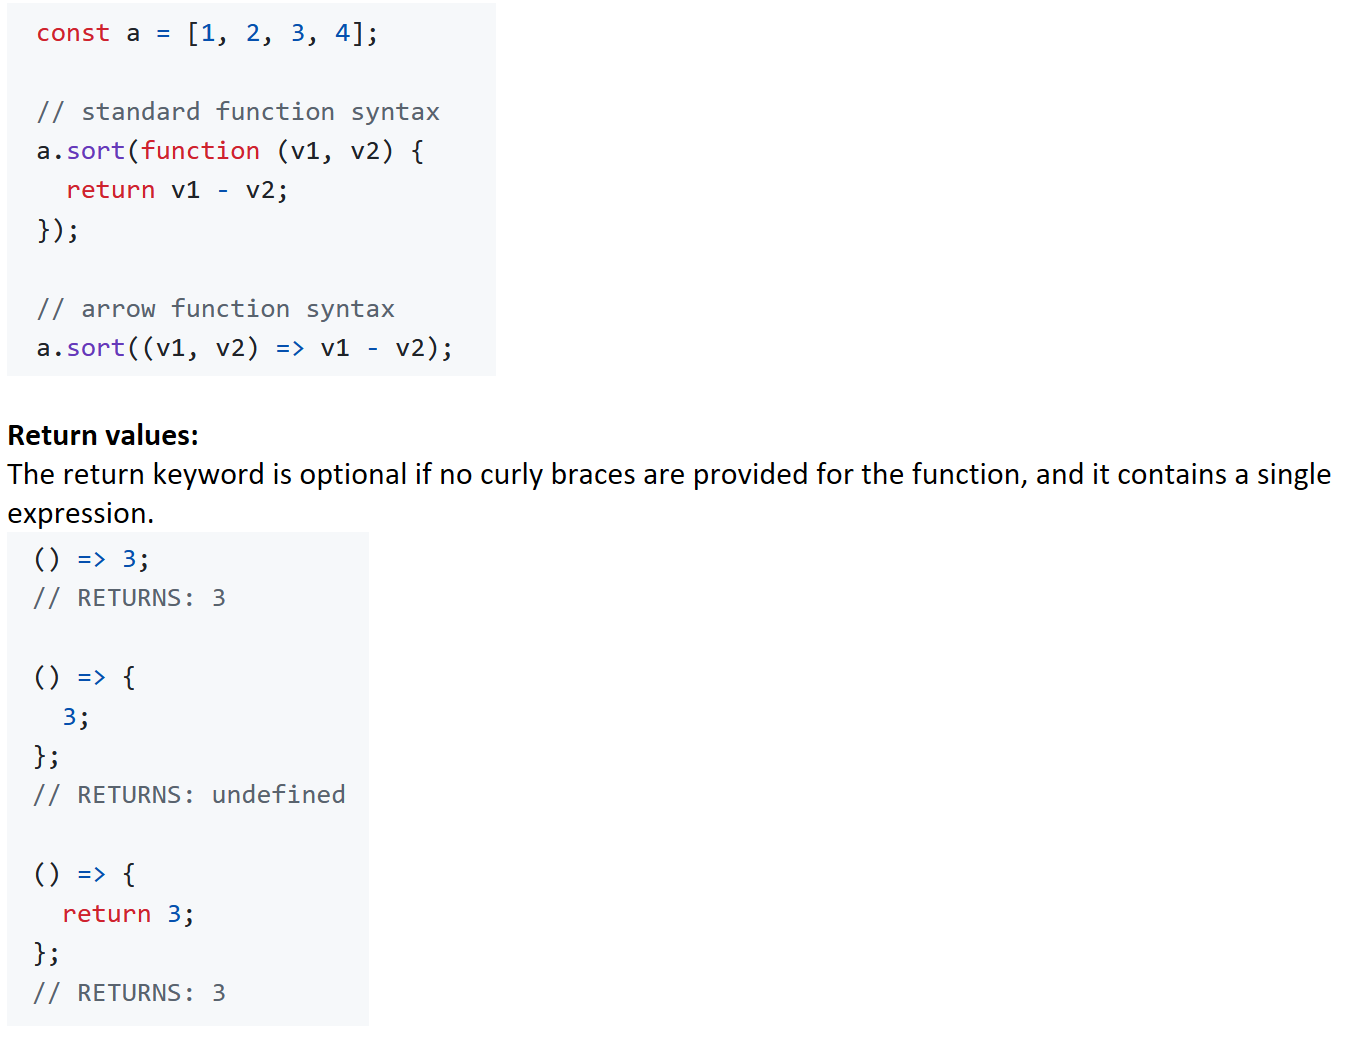 const a = [1, 2, 3, 4];
// standard function syntax
a.sort(function (v1, v2) {
  return v1 - v2;
});
// arrow function syntax
a.sort((v1, v2) => v1 - v2);
Return values:
The return keyword is optional if no curly braces are provided for the function, and it contains a single
expression.
() => 3;
// RETURNS: 3
() => {
  3;
};
// RETURNS: undefined
() => {
  return 3;
};
// RETURNS: 3